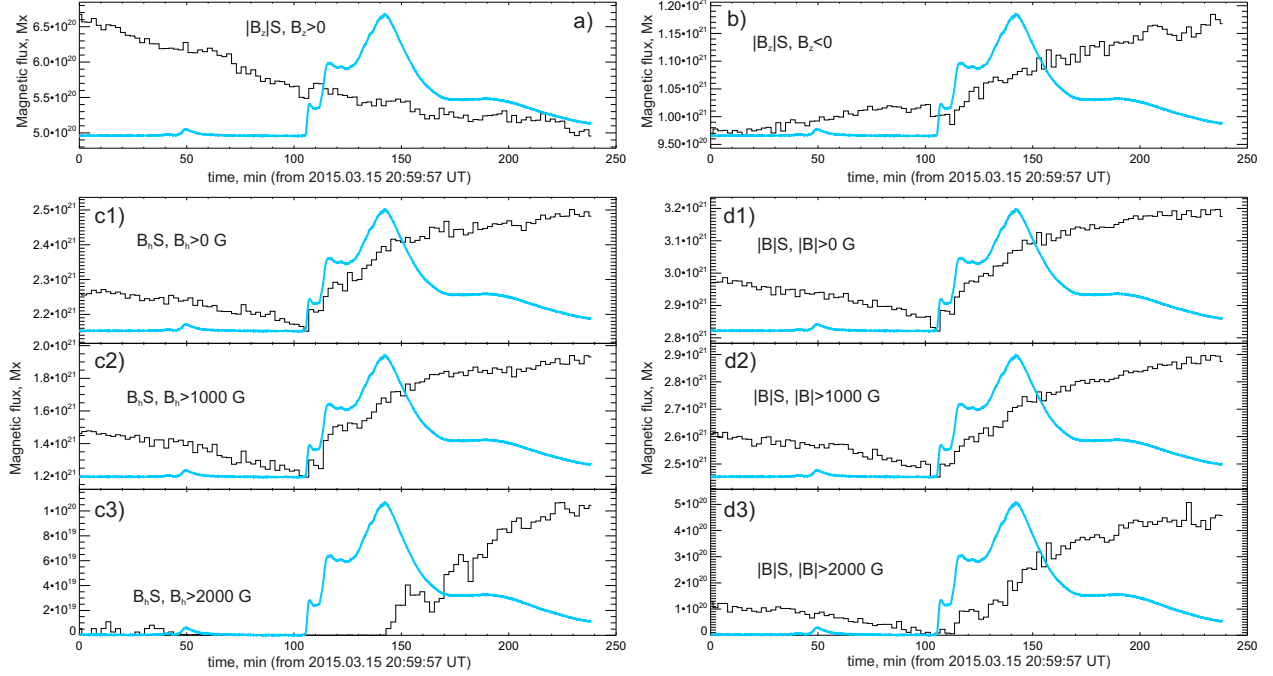 a)
|B_z|S, B_z>0
Magnetic flux, Mx
6.5•10^20
6.0•10^20
5.5•10^20
5.0•10^20
0 50 100 150 200 250
time, min (from 2015.03.15 20:59:57 UT)
b)
|B_z|S, B_z<0
Magnetic flux, Mx
1.20•10^21
1.15•10^21
1.10•10^21
1.05•10^21
1.00•10^21
9.50•10^20
0 50 100 150 200 250
time, min (from 2015.03.15 20:59:57 UT)
c1)
B_hS, B_h>0 G
2.5•10^21
2.4•10^21
2.3•10^21
2.2•10^21
c2)
B_hS, B_h>1000 G
Magnetic flux, Mx
2.0•10^21
1.8•10^21
1.6•10^21
1.4•10^21
1.2•10^21
c3)
B_hS, B_h>2000 G
1•10^20
8•10^19
6•10^19
4•10^19
2•10^19
0
0 50 100 150 200 250
time, min (from 2015.03.15 20:59:57 UT)
d1)
|B|S, |B|>0 G
3.2•10^21
3.1•10^21
3.0•10^21
2.9•10^21
2.8•10^21
d2)
|B|S, |B|>1000 G
Magnetic flux, Mx
2.9•10^21
2.8•10^21
2.7•10^21
2.6•10^21
2.5•10^21
d3)
|B|S, |B|>2000 G
5•10^20
4•10^20
3•10^20
2•10^20
1•10^20
0
0 50 100 150 200 250
time, min (from 2015.03.15 20:59:57 UT)